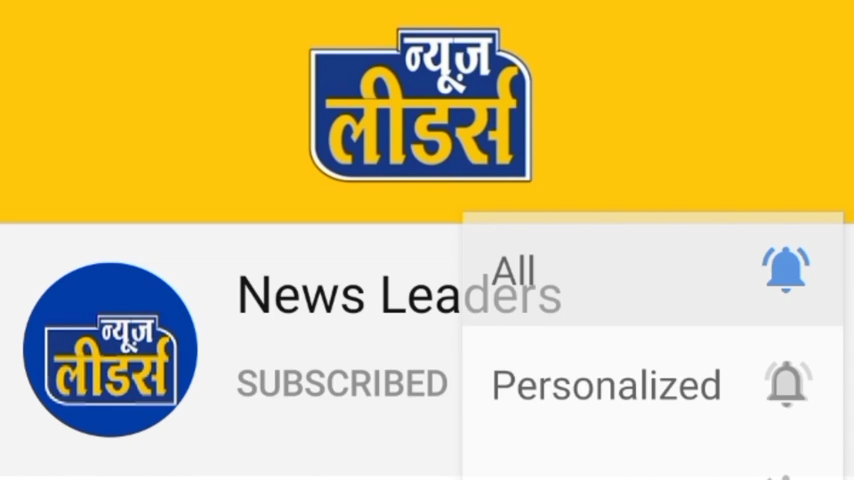 न्यूज़
लीडर्स
न्यूज़
लीडर्स
News Leaders
SUBSCRIBED
All
Personalized